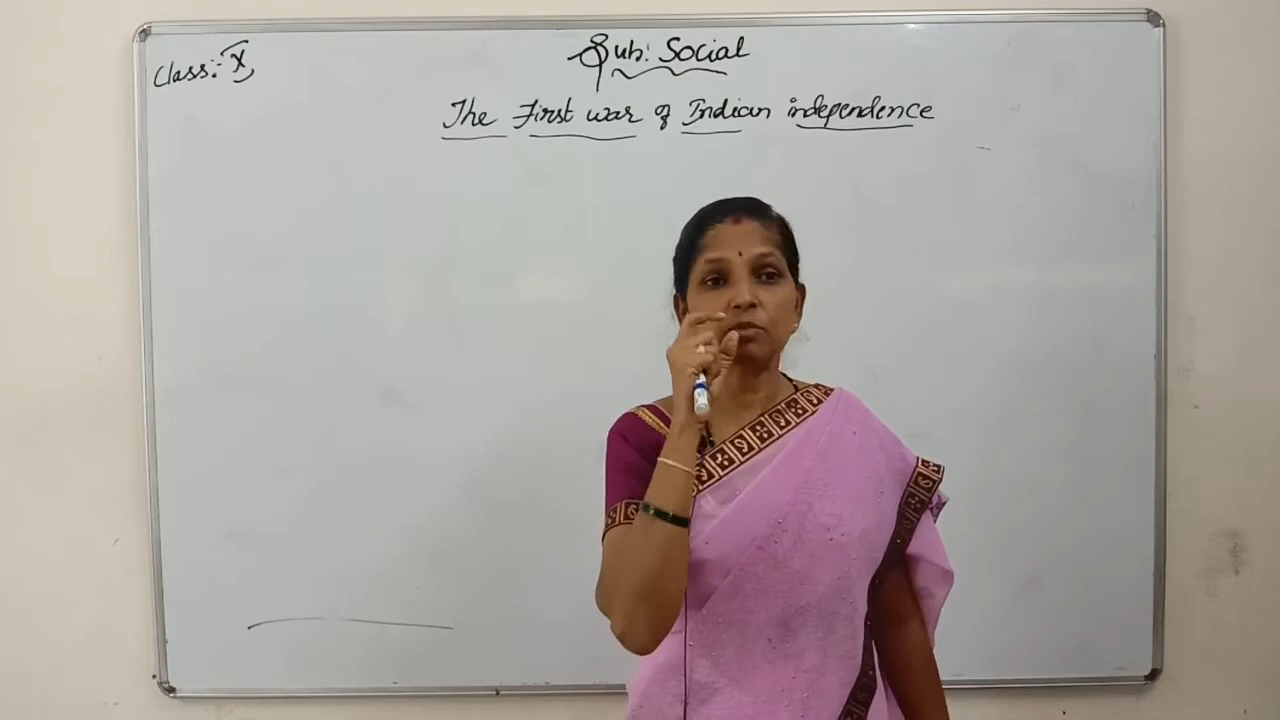 Class:- X
Sub: Social
The First war of Indian independence